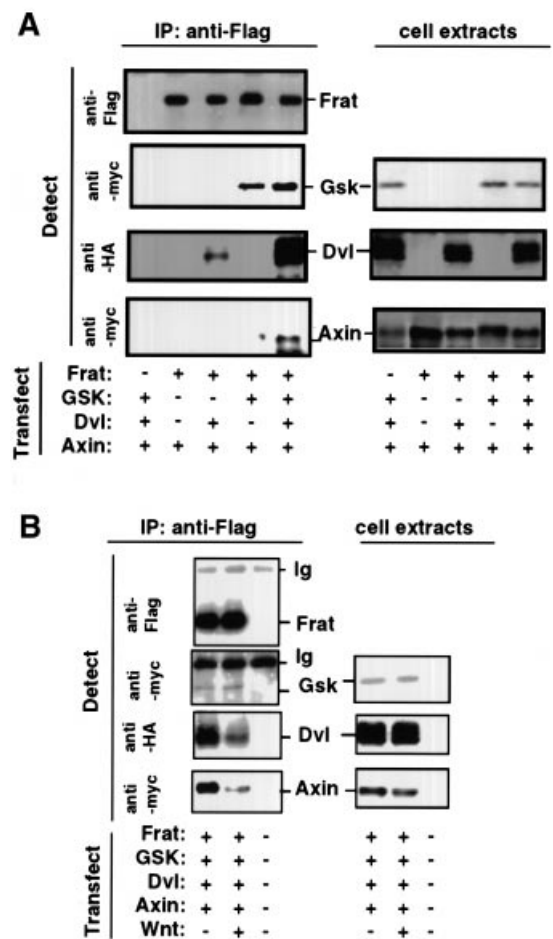 A
IP: anti-Flag
cell extracts
Detect
anti-
Flag
Frat
anti
-myc
Gsk
anti
-HA
Dvl
anti
-myc
Axin
Transfect
Frat: - + + + + - + + + +
GSK: + - - + + + - - + +
Dvl: + - + - + + - + - +
Axin: + + + + + + + + + +
B
IP: anti-Flag
cell extracts
Detect
anti-
Flag
Ig
Frat
anti
-myc
Ig
Gsk
anti
-HA
Dvl
anti
-myc
Axin
Transfect
Frat: + + - + + -
GSK: + + - + + -
Dvl: + + - + + -
Axin: + + - + + -
Wnt: - + - - + -